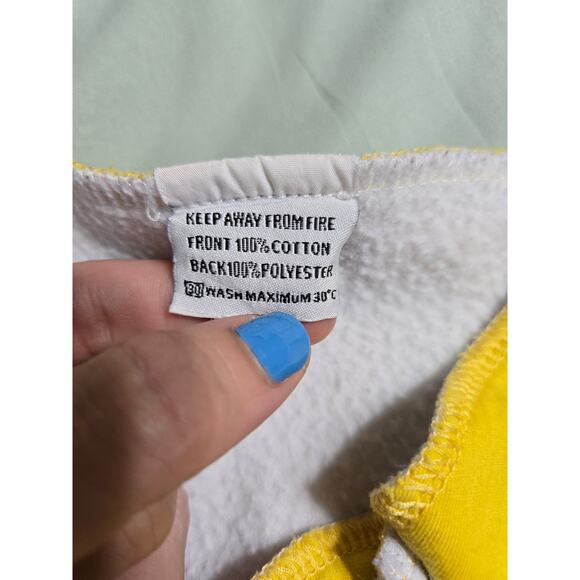 KEEP AWAY FROM FIRE
FRONT 100% COTTON
BACK100%POLYESTER
30 WASH MAXIMUM 30°C